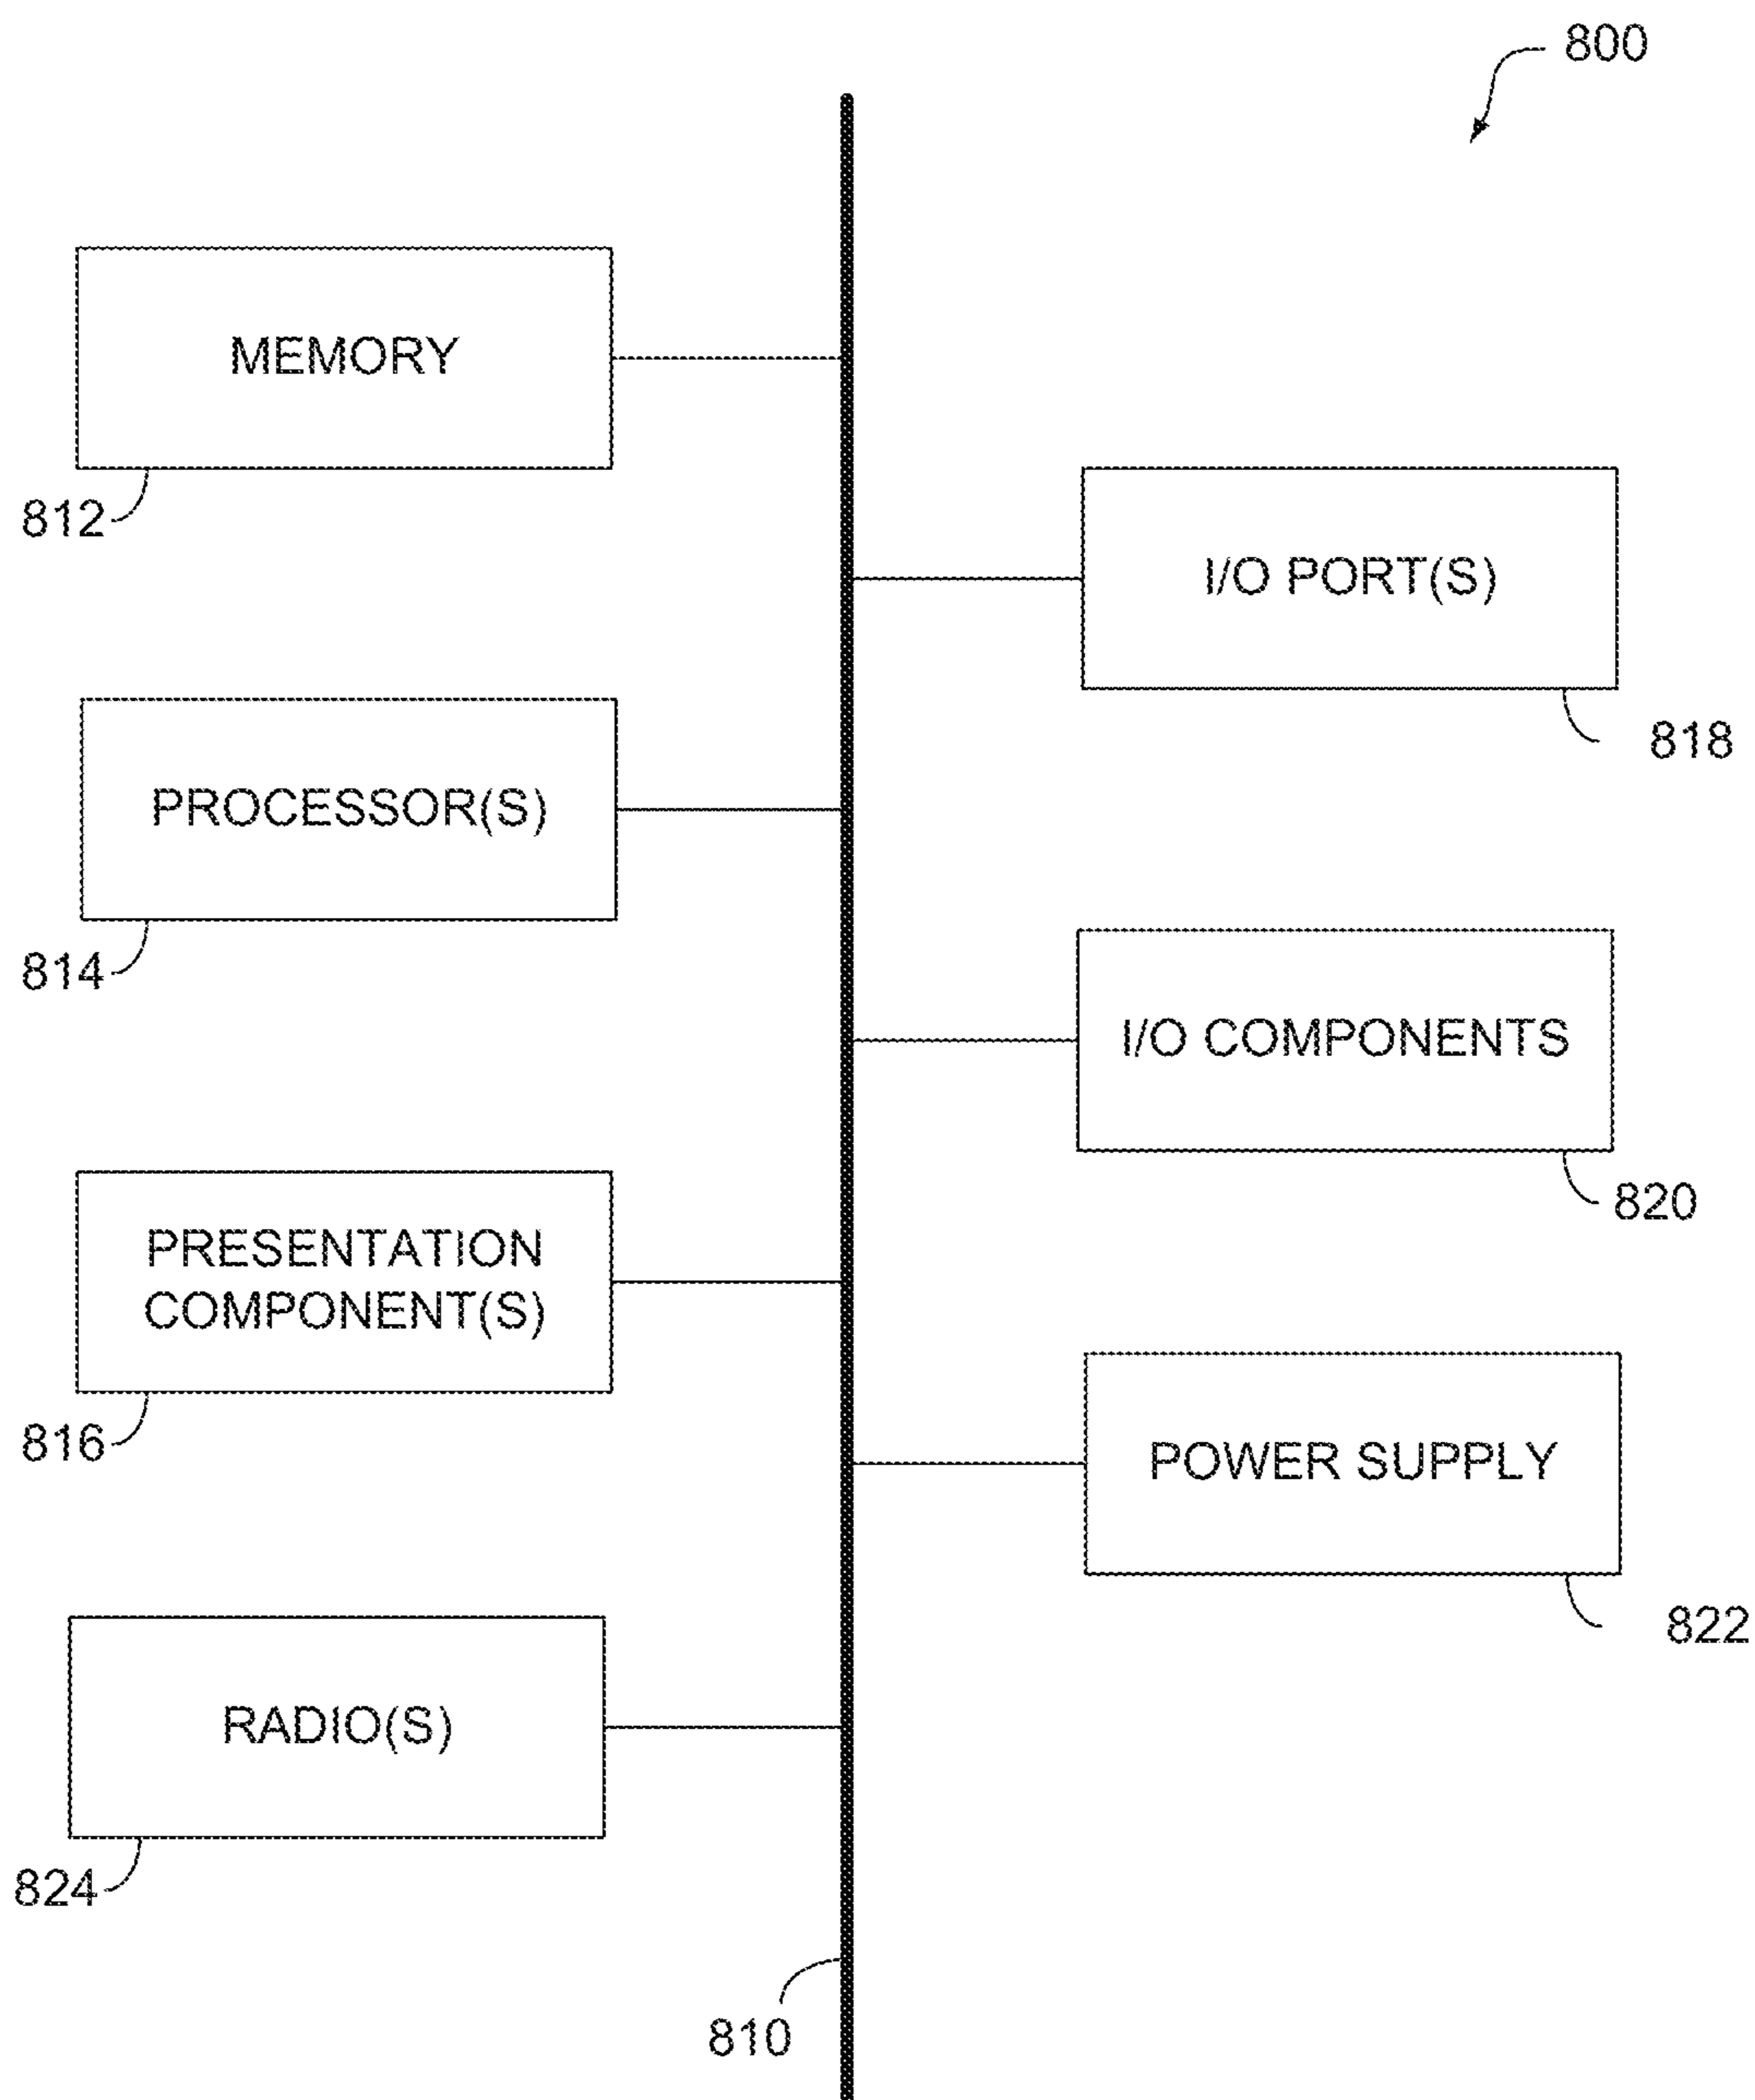 800
MEMORY
812
I/O PORT(S)
818
PROCESSOR(S)
814
I/O COMPONENTS
820
PRESENTATION
COMPONENT(S)
816
POWER SUPPLY
822
RADIO(S)
824
810